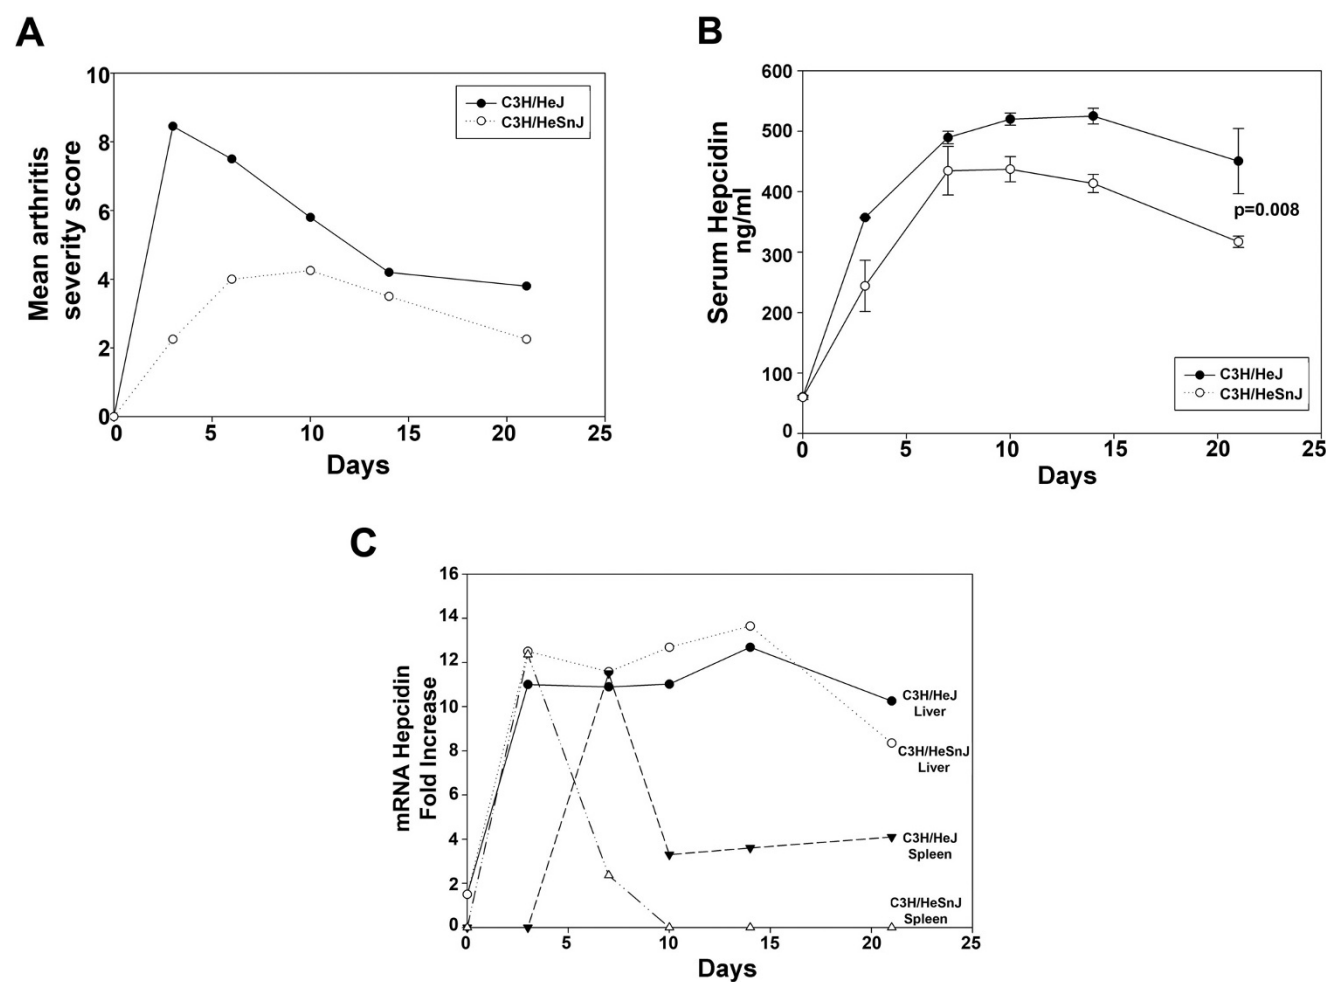 A
Mean arthritis
severity score
10
8
6
4
2
0
0 5 10 15 20 25
Days
C3H/HeJ
C3H/HeSnJ
B
Serum Hepcidin
ng/ml
600
500
400
300
200
100
0
0 5 10 15 20 25
Days
p=0.008
C3H/HeJ
C3H/HeSnJ
C
mRNA Hepcidin
Fold Increase
16
14
12
10
8
6
4
2
0
0 5 10 15 20 25
Days
C3H/HeJ
Liver
C3H/HeSnJ
Liver
C3H/HeJ
Spleen
C3H/HeSnJ
Spleen